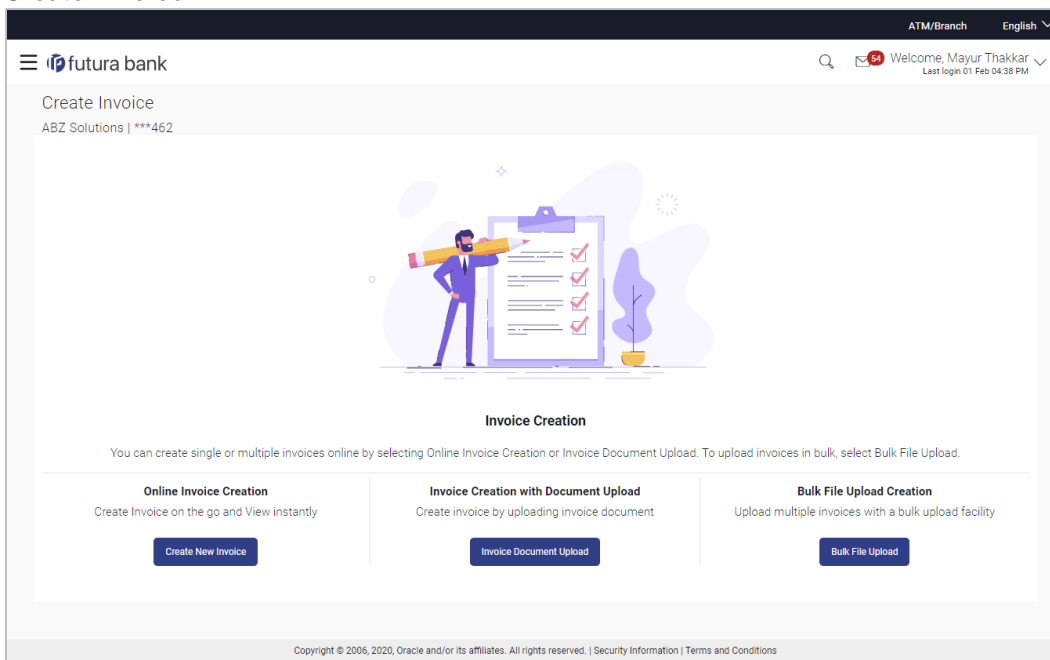 ATM/Branch English
futura bank
54 Welcome, Mayur Thakkar
Last login 01 Feb 04:38 PM
Create Invoice
ABZ Solutions | ***462
Invoice Creation
You can create single or multiple invoices online by selecting Online Invoice Creation or Invoice Document Upload. To upload invoices in bulk, select Bulk File Upload.
Online Invoice Creation
Create Invoice on the go and View instantly
Create New Invoice
Invoice Creation with Document Upload
Create invoice by uploading invoice document
Invoice Document Upload
Bulk File Upload Creation
Upload multiple invoices with a bulk upload facility
Bulk File Upload
Copyright © 2006, 2020, Oracle and/or its affiliates. All rights reserved. | Security Information | Terms and Conditions